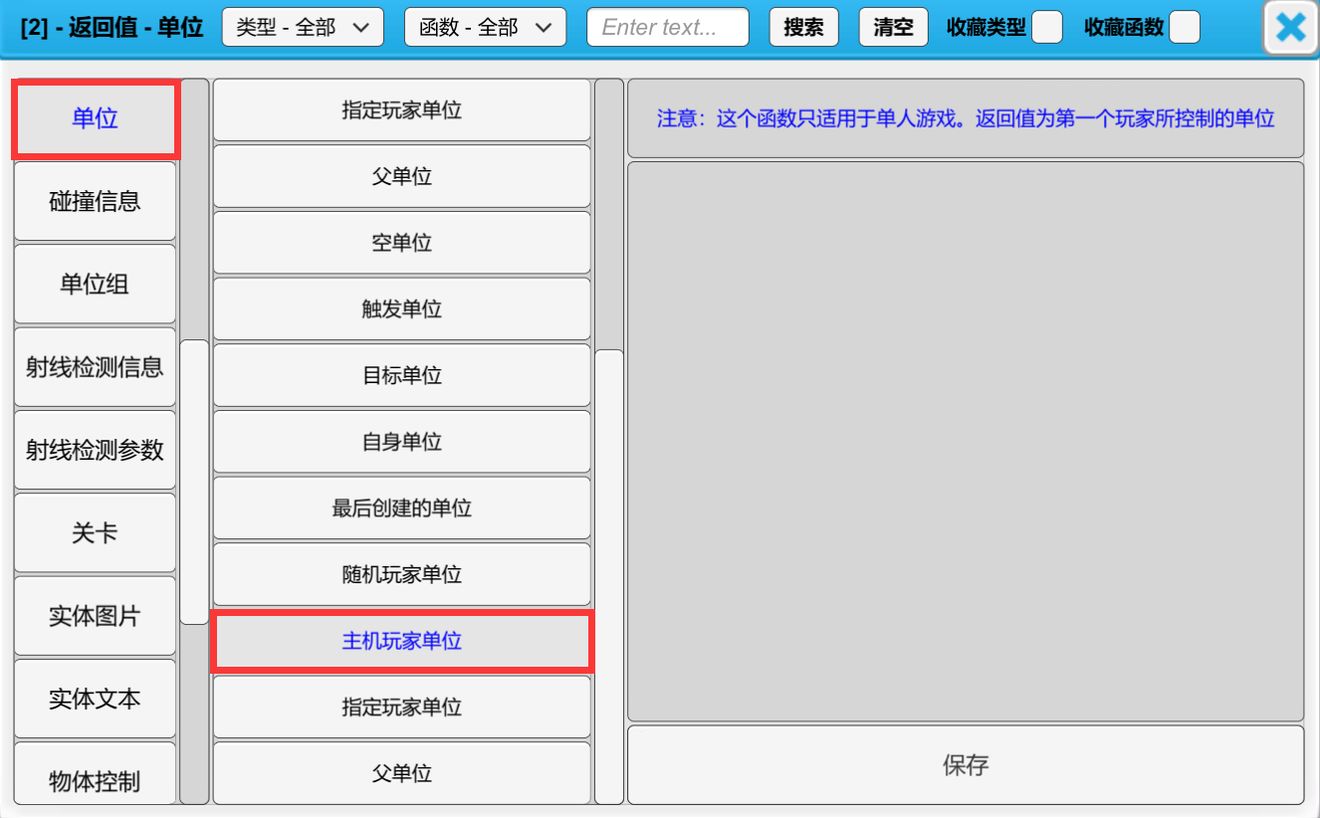 [2] - 返回值 - 单位
类型 - 全部
函数 - 全部
Enter text...
搜索
清空
收藏类型
收藏函数
单位
碰撞信息
单位组
射线检测信息
射线检测参数
关卡
实体图片
实体文本
物体控制
指定玩家单位
父单位
空单位
触发单位
目标单位
自身单位
最后创建的单位
随机玩家单位
主机玩家单位
指定玩家单位
父单位
注意：这个函数只适用于单人游戏。返回值为第一个玩家所控制的单位
保存